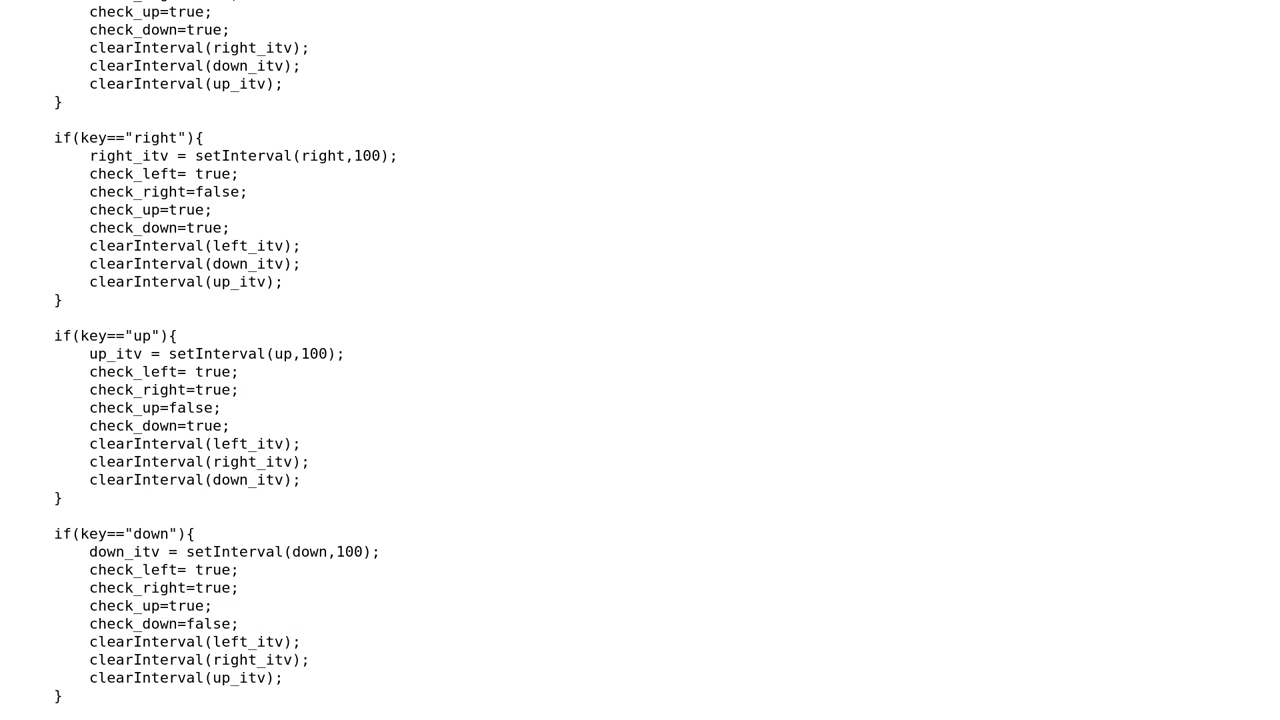 check_up=true;
check_down=true;
clearInterval(right_itv);
clearInterval(down_itv);
clearInterval(up_itv);
}
if(key=="right"){
right_itv = setInterval(right,100);
check_left= true;
check_right=false;
check_up=true;
check_down=true;
clearInterval(left_itv);
clearInterval(down_itv);
clearInterval(up_itv);
}
if(key=="up"){
up_itv = setInterval(up,100);
check_left= true;
check_right=true;
check_up=false;
check_down=true;
clearInterval(left_itv);
clearInterval(right_itv);
clearInterval(down_itv);
}
if(key=="down"){
down_itv = setInterval(down,100);
check_left= true;
check_right=true;
check_up=true;
check_down=false;
clearInterval(left_itv);
clearInterval(right_itv);
clearInterval(up_itv);
}